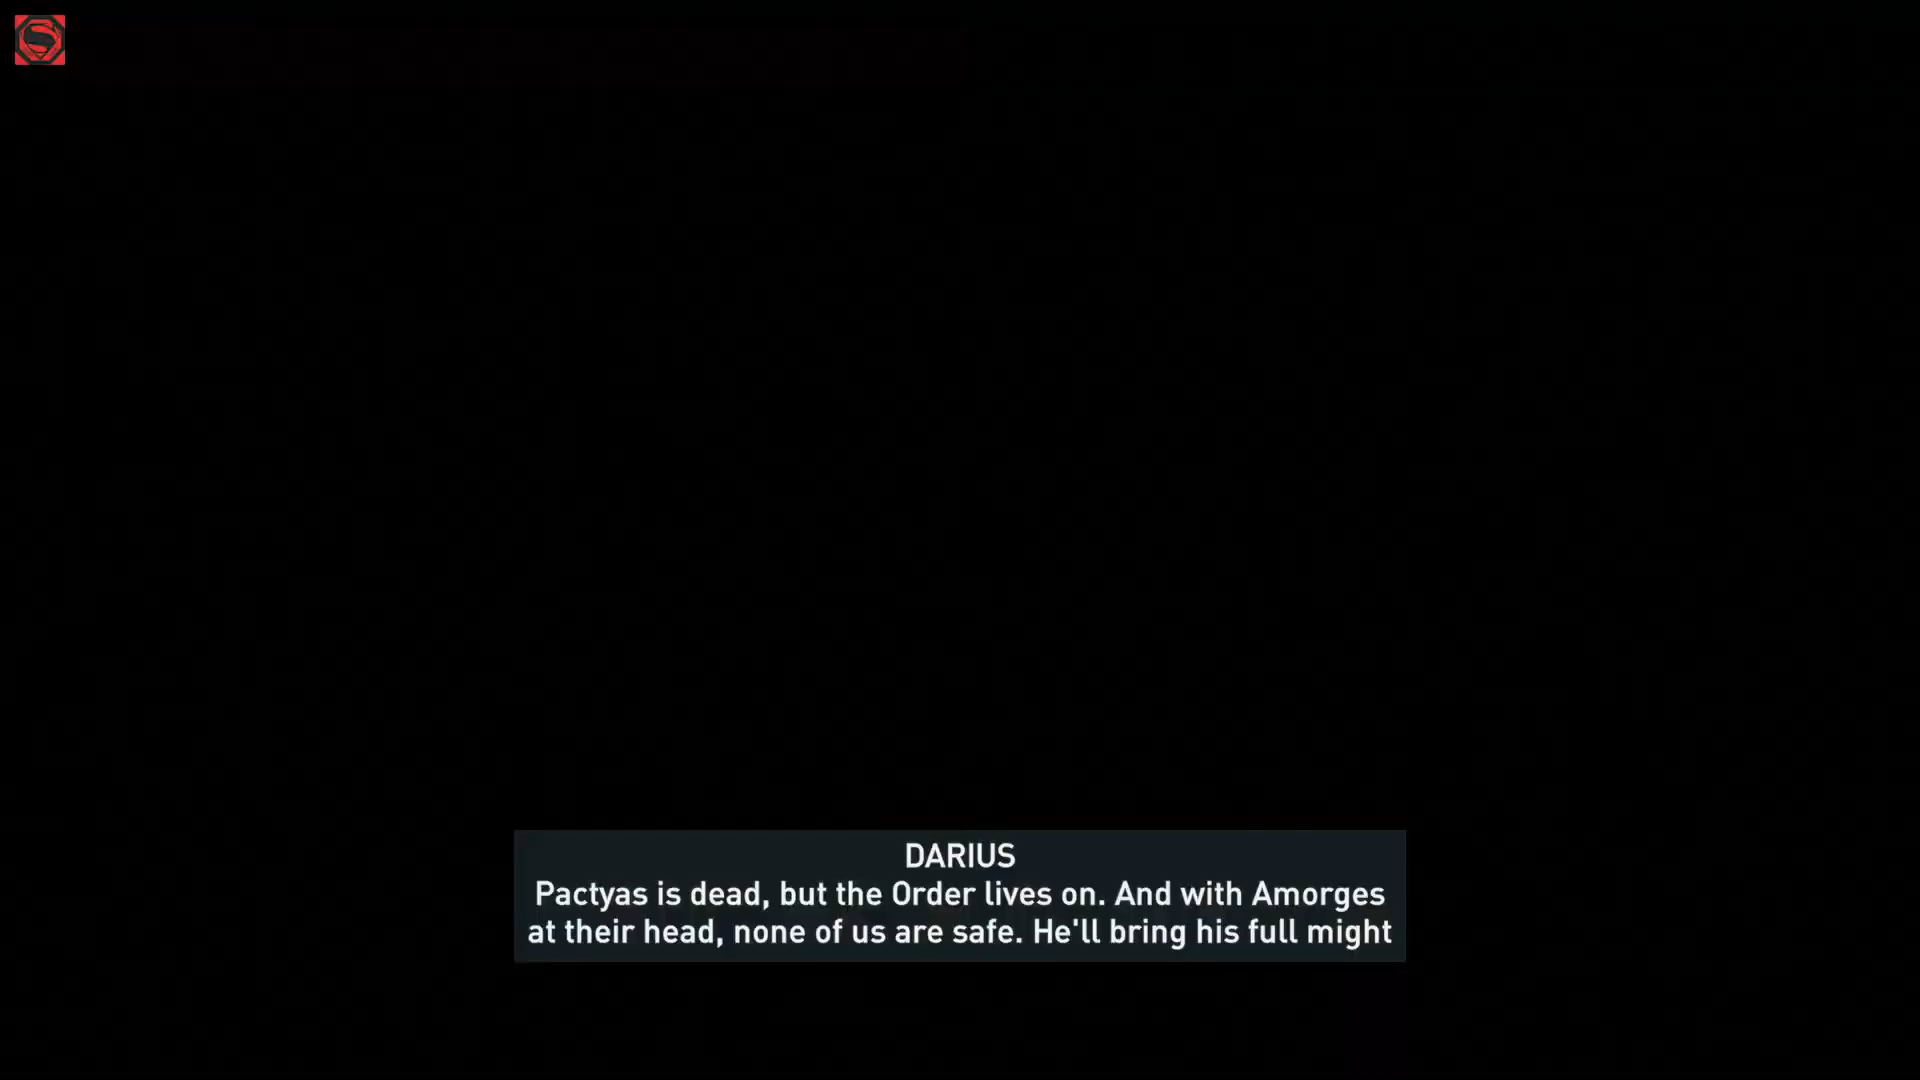 DARIUS
Pactyas is dead, but the Order lives on. And with Amorges
at their head, none of us are safe. He'll bring his full might